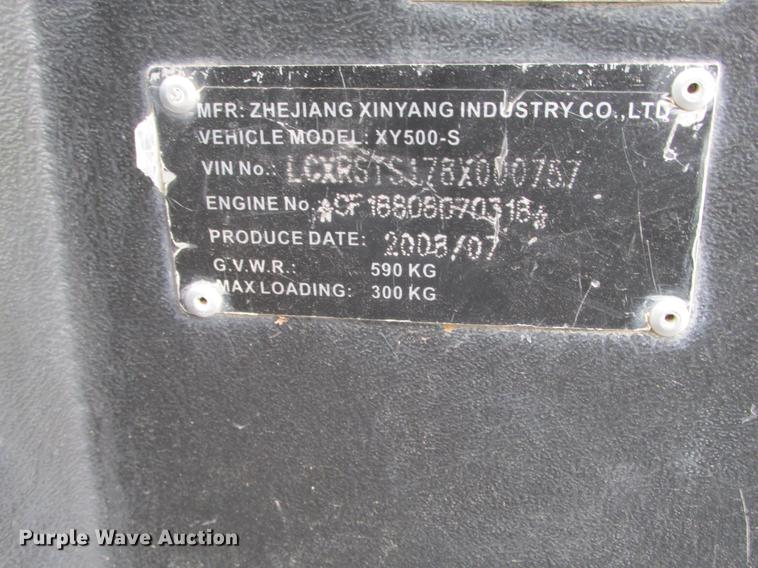 MFR: ZHEJIANG XINYANG INDUSTRY CO.,LTD
VEHICLE MODEL: XY500-S
VIN No.: LCXRSTSJ78X000757
ENGINE No. ☆CF18808070318☆
PRODUCE DATE: 2008/07
G.V.W.R.: 590 KG
MAX LOADING: 300 KG
Purple Wave Auction